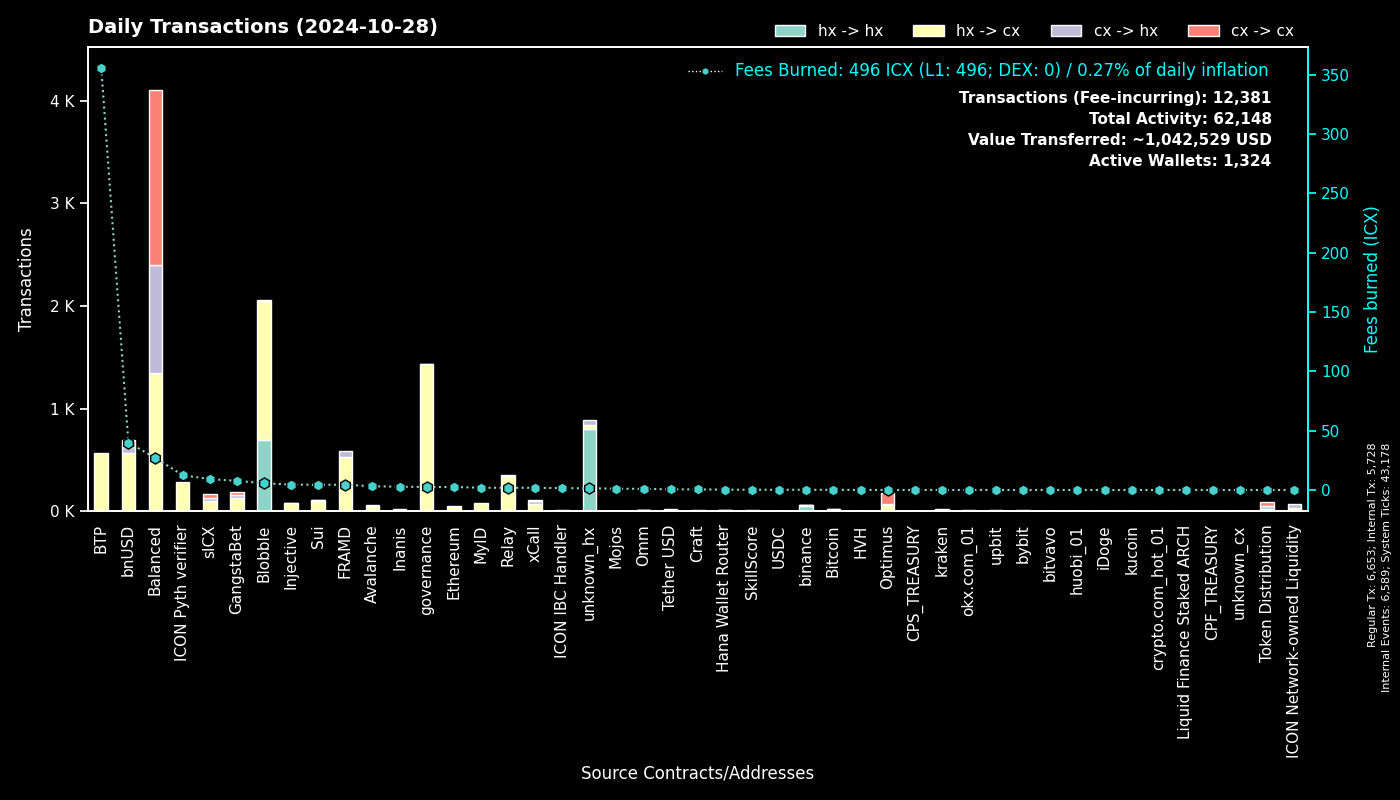 Daily Transactions (2024-10-28)
hx -> hx
hx -> cx
cx -> hx
cx -> cx
Fees Burned: 496 ICX (L1: 496; DEX: 0) / 0.27% of daily inflation
Transactions (Fee-incurring): 12,381
Total Activity: 62,148
Value Transferred: ~1,042,529 USD
Active Wallets: 1,324
Transactions
4 K
3 K
2 K
1 K
0 K
350
300
250
200
150
100
50
0
Fees burned (ICX)
BTP
bnUSD
Balanced
ICON Pyth verifier
sICX
GangstaBet
Blobble
Injective
Sui
FRAMD
Avalanche
Inanis
governance
Ethereum
MyID
Relay
xCall
ICON IBC Handler
unknown_hx
Mojos
Omm
Tether USD
Craft
Hana Wallet Router
SkillScore
USDC
binance
Bitcoin
HVH
Optimus
CPS_TREASURY
kraken
okx.com_01
upbit
bybit
bitvavo
huobi_01
iDoge
kucoin
crypto.com_hot_01
Liquid Finance Staked ARCH
CPF_TREASURY
unknown_cx
Token Distribution
ICON Network-owned Liquidity
Source Contracts/Addresses
Regular Tx: 6,653; Internal Tx: 5,728
Internal Events: 6,589; System Ticks: 43,178